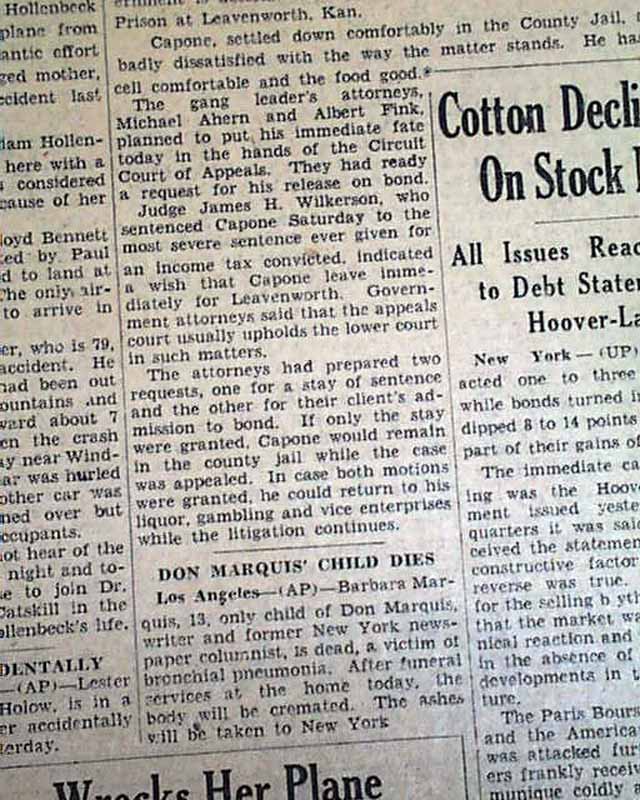 Hollenbeck
plane from
antic effort
ged mother,
ccident last
iam Hollen-
here with a
considered
cause of her
loyd Bennett
ted by Paul
d to land at
he only air-
to arrive in
er, who is 79,
accident. He
had been out
ountains and
ward about 7
en the crash
ay near Wind-
ar was hurled
other car was
ned over but
ccupants.
ot hear of the
night and to-
e to join Dr.
Catskill in the
ollenbeck's life.
DENTALLY
—(AP)—Lester
Holow, is in a
er accidentally
terday.
Prison at Leavenworth, Kan.
Capone, settled down comfortably in the County Jail,
badly dissatisfied with the way the matter stands. He ha
cell comfortable and the food good.
The gang leader's attorneys,
Michael Ahern and Albert Fink,
planned to put his immediate fate
today in the hands of the Circuit
Court of Appeals. They had ready
a request for his release on bond.
Judge James H. Wilkerson, who
sentenced Capone Saturday to the
most severe sentence ever given for
an income tax convicted, indicated
a wish that Capone leave imme-
diately for Leavenworth. Govern-
ment attorneys said that the appeals
court usually upholds the lower court
in such matters.
The attorneys had prepared two
requests, one for a stay of sentence
and the other for their client's ad-
mission to bond. If only the stay
were granted, Capone would remain
in the county jail while the case
was appealed. In case both motions
were granted, he could return to his
liquor, gambling and vice enterprises
while the litigation continues.
DON MARQUIS' CHILD DIES
Los Angeles—(AP)—Barbara Mar-
quis, 13, only child of Don Marquis,
writer and former New York news-
paper columnist, is dead, a victim of
bronchial pneumonia. After funeral
services at the home today, the
body will be cremated. The ashes
will be taken to New York
Wrecks Her Plane
Cotton Decli
On Stock
All Issues Reac
to Debt State
Hoover-La
New York — (UP)
acted one to three
while bonds turned i
dipped 8 to 14 points
part of their gains of
The immediate ca
ing was the Hoov
ment issued yeste
quarters it was said
ceived the statemen
constructive factor
reverse was true.
for the selling b yth
that the market wa
nical reaction and
in the absence of
developments in t
ture.
The Paris Bours
and the America
was attacked fur
ers frankly recei
munique coldly a